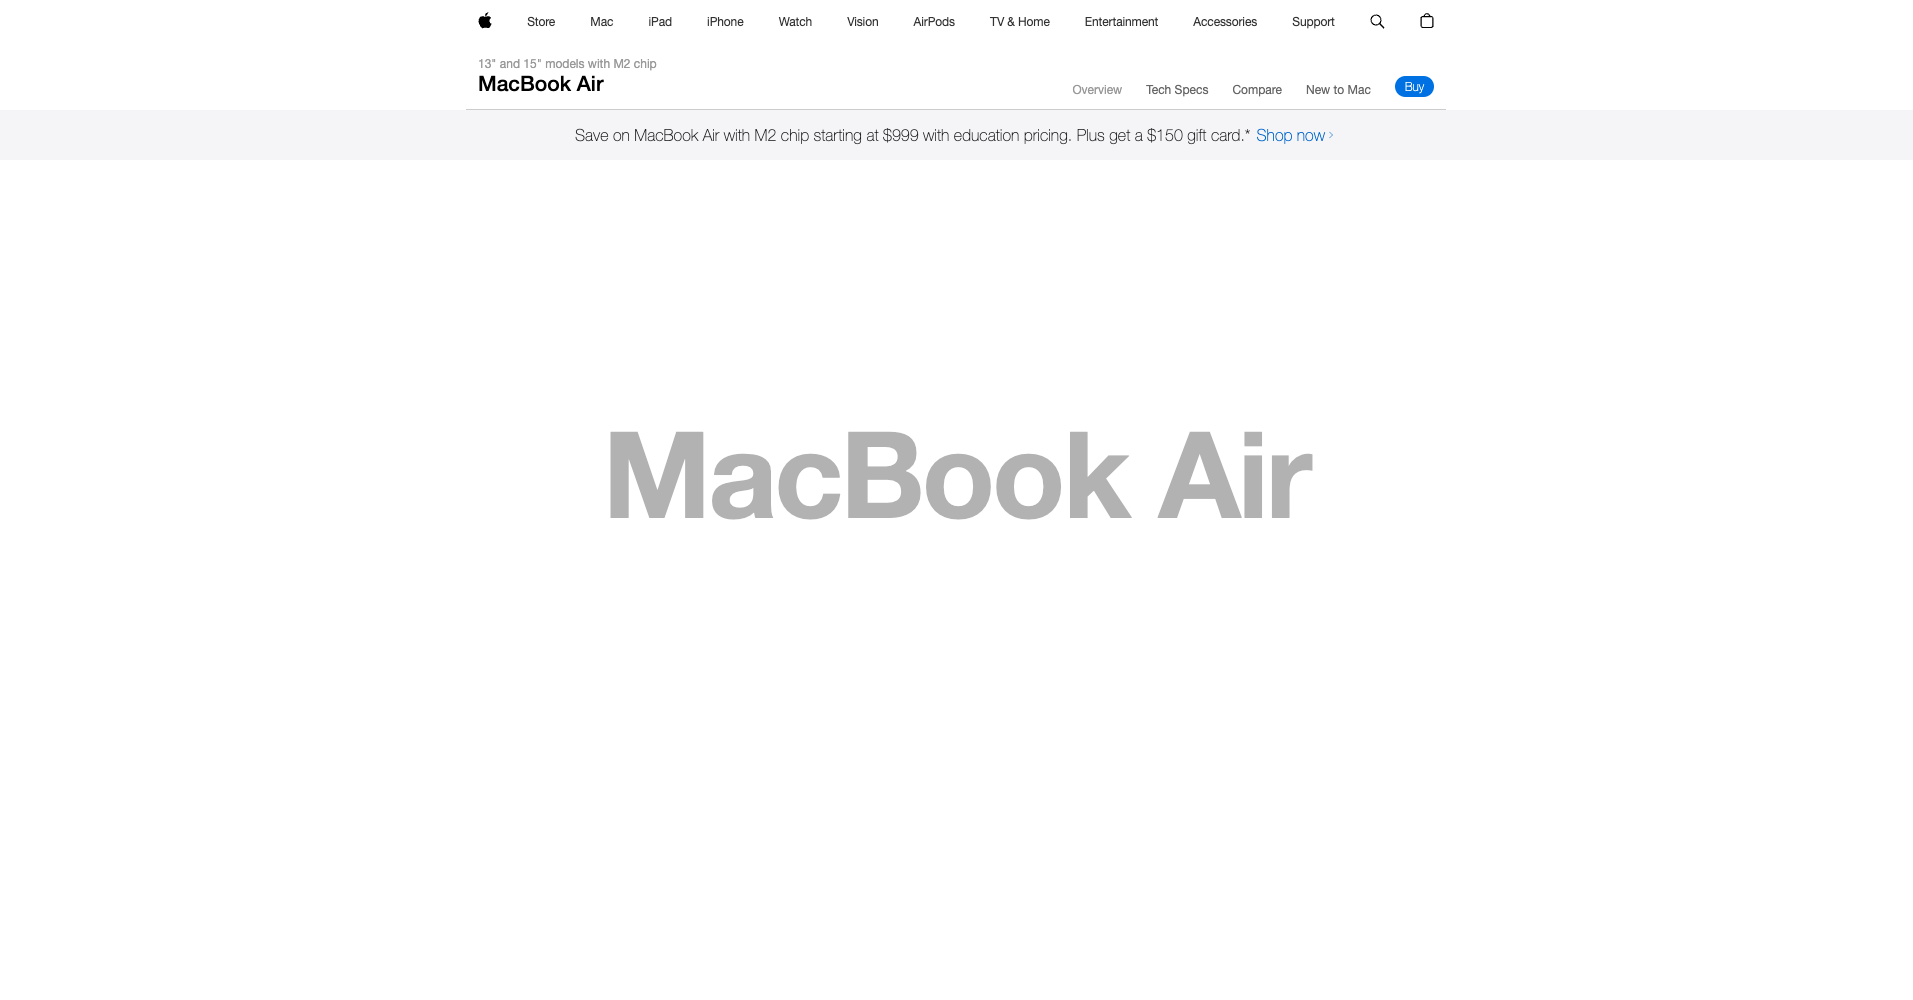 Store Mac iPad iPhone Watch Vision AirPods TV & Home Entertainment Accessories Support
13" and 15" models with M2 chip
MacBook Air
Overview Tech Specs Compare New to Mac Buy
Save on MacBook Air with M2 chip starting at $999 with education pricing. Plus get a $150 gift card.* Shop now ›
MacBook Air